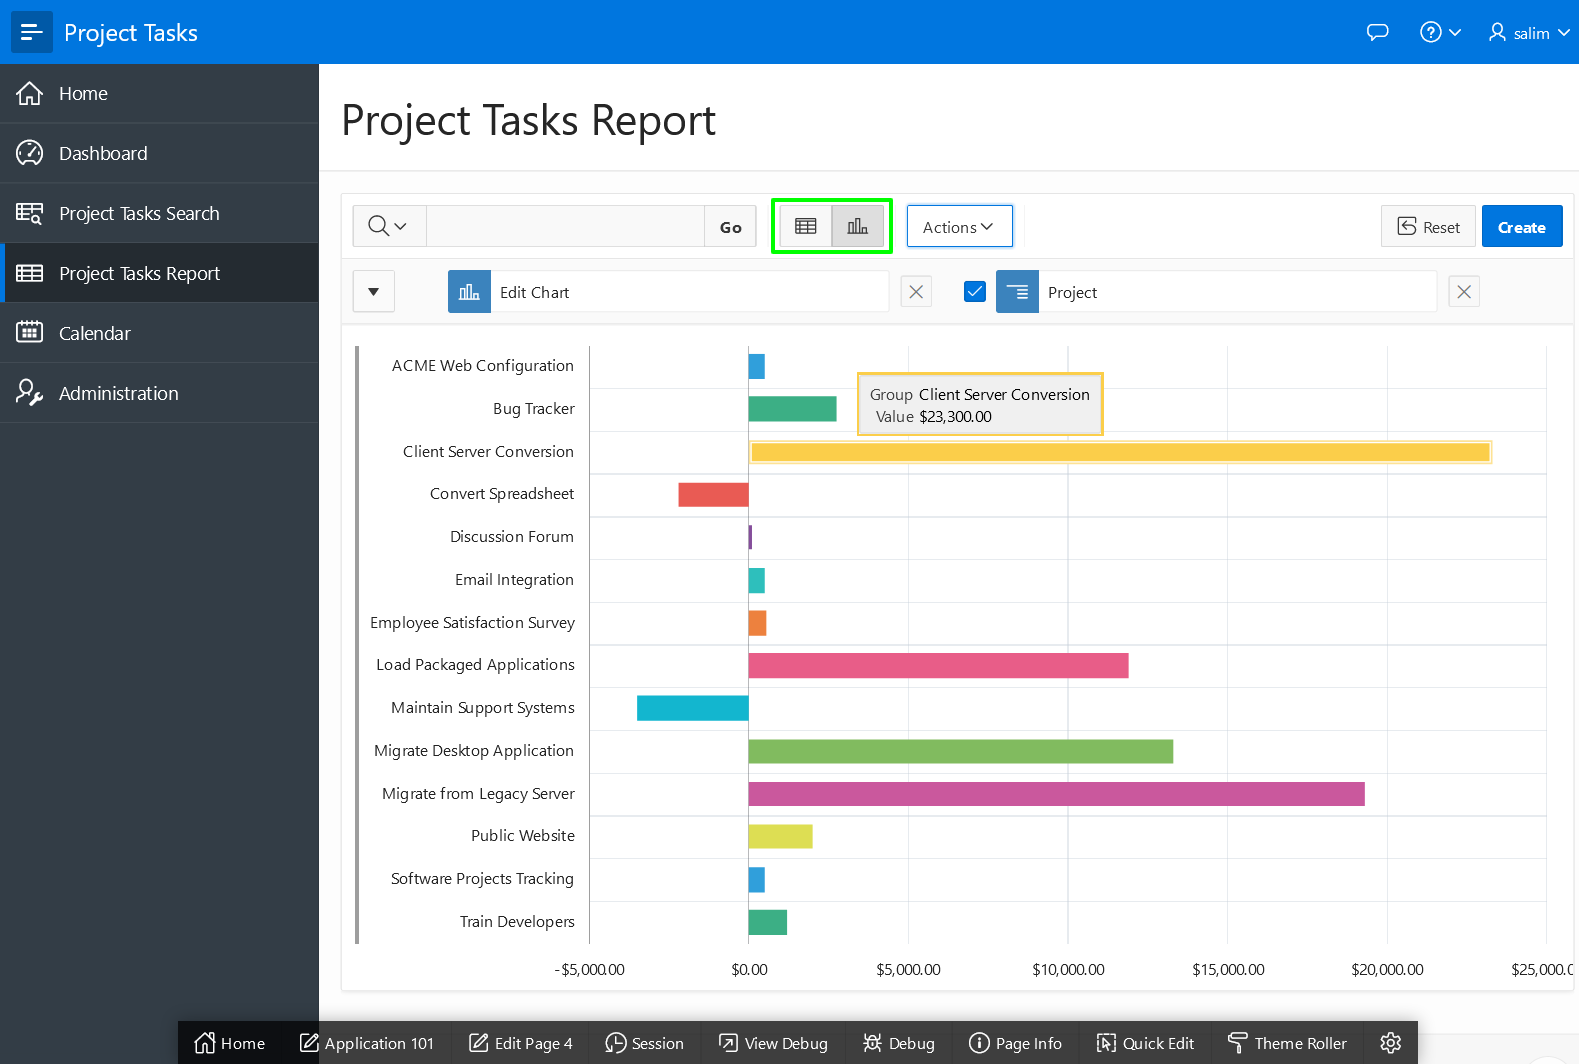 Project Tasks
salim
Home
Dashboard
Project Tasks Search
Project Tasks Report
Calendar
Administration
Project Tasks Report
Go
Actions
Reset
Create
Edit Chart
Project
ACME Web Configuration
Bug Tracker
Client Server Conversion
Convert Spreadsheet
Discussion Forum
Email Integration
Employee Satisfaction Survey
Load Packaged Applications
Maintain Support Systems
Migrate Desktop Application
Migrate from Legacy Server
Public Website
Software Projects Tracking
Train Developers
Group Client Server Conversion
Value $23,300.00
-$5,000.00 $0.00 $5,000.00 $10,000.00 $15,000.00 $20,000.00 $25,000.0
Home Application 101 Edit Page 4 Session View Debug Debug Page Info Quick Edit Theme Roller